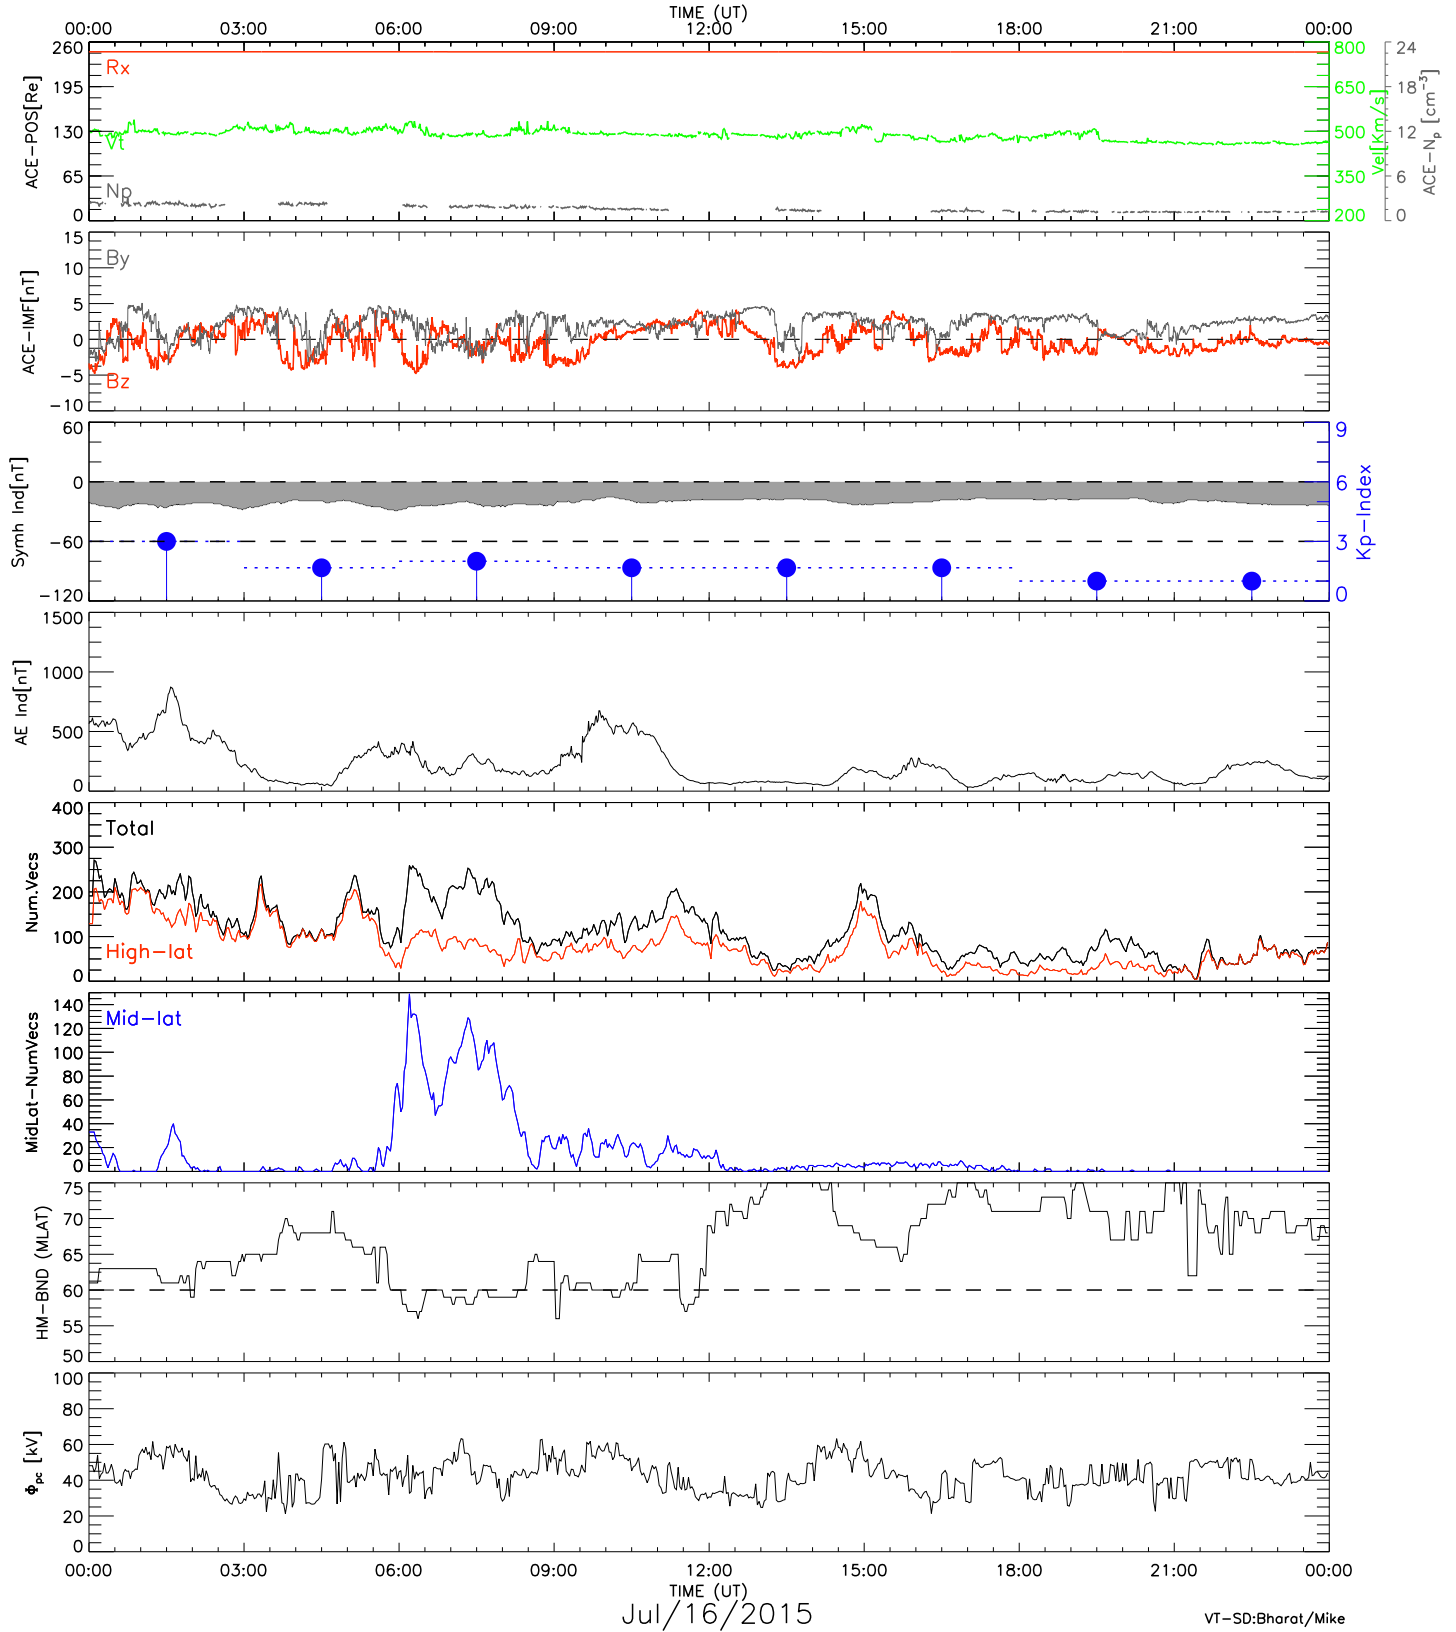 TIME (UT)
00:00 03:00 06:00 09:00 12:00 15:00 18:00 21:00 00:00
260 195 130 65 0
ACE-POS[Re]
Rx
Vt
Np
800 650 500 350 200
Vel[Km/s]
24 18 12 6 0
ACE-Np [cm⁻³]
15 10 5 0 -5 -10
ACE-IMF[nT]
By
Bz
60 0 -60 -120
Symh Ind[nT]
9 6 3 0
Kp-Index
1500 1000 500 0
AE Ind[nT]
400 300 200 100 0
Num.Vecs
Total
High-lat
140 120 100 80 60 40 20 0
MidLat-NumVecs
Mid-lat
75 70 65 60 55 50
HM-BND (MLAT)
100 80 60 40 20 0
Φpc [kV]
00:00 03:00 06:00 09:00 12:00 15:00 18:00 21:00 00:00
TIME (UT)
Jul/16/2015
VT-SD:Bharat/Mike